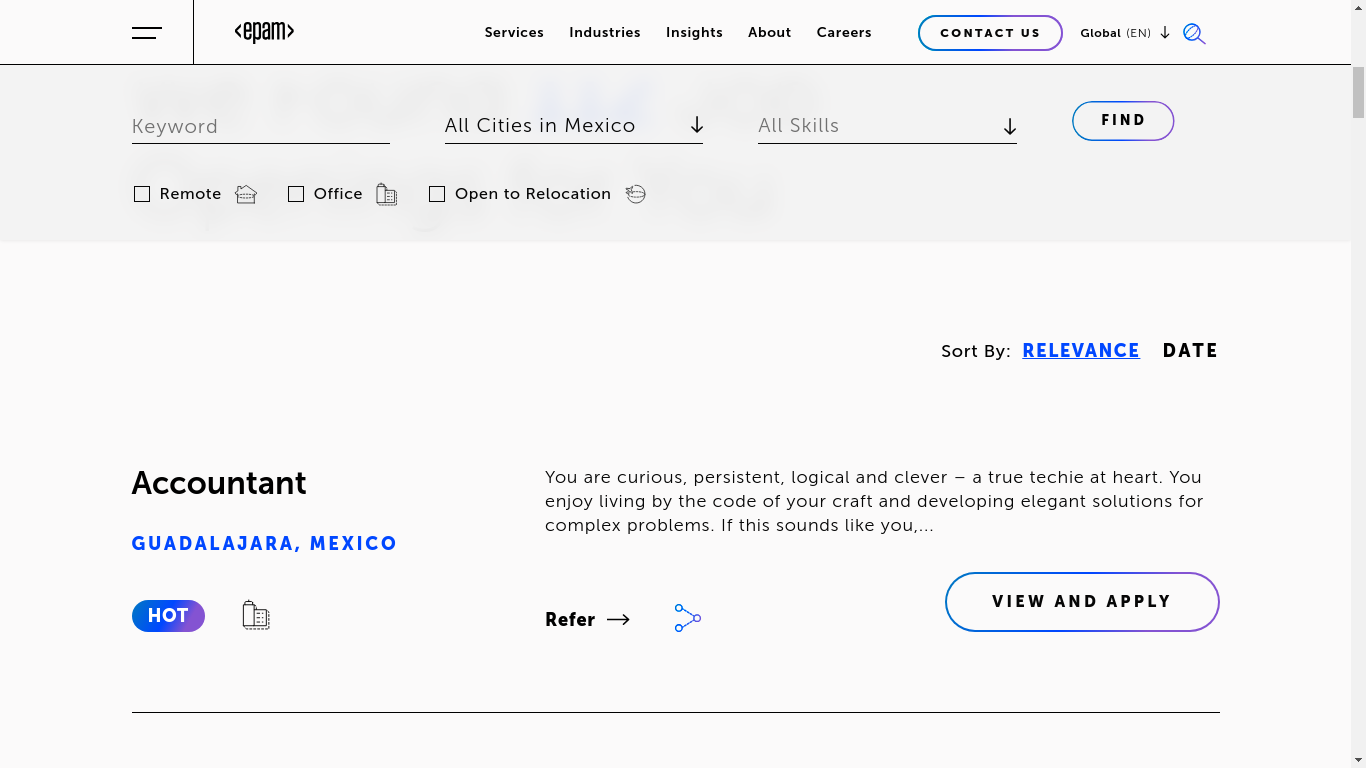 <epam>
Services Industries Insights About Careers
CONTACT US
Global (EN)
Keyword
All Cities in Mexico
All Skills
FIND
Remote
Office
Open to Relocation
Sort By: RELEVANCE DATE
Accountant
GUADALAJARA, MEXICO
HOT
You are curious, persistent, logical and clever – a true techie at heart. You
enjoy living by the code of your craft and developing elegant solutions for
complex problems. If this sounds like you,...
Refer
VIEW AND APPLY